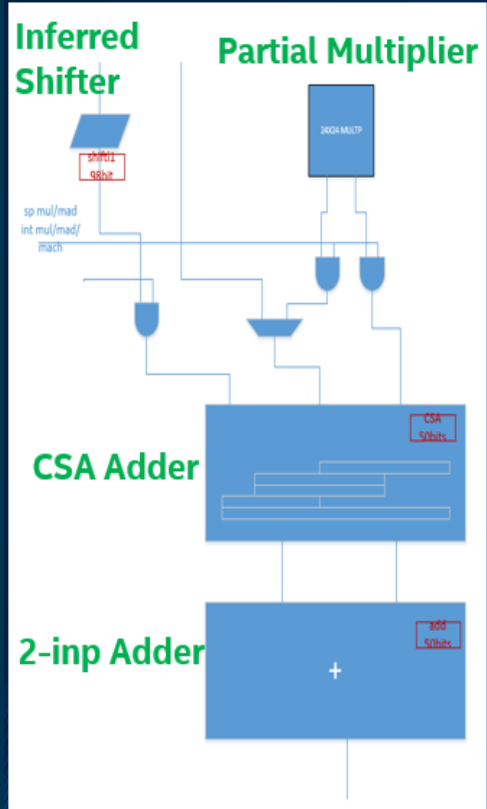 Inferred
Shifter
Partial Multiplier
24X24 MULTP
shiftl1
98bit
sp mul/mad
int mul/mad/
mach
CSA
50bits
CSA Adder
add
50bits
2-inp Adder
+